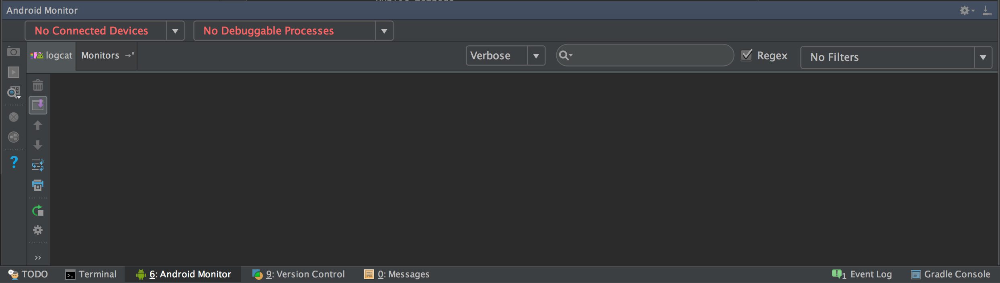 Android Monitor
No Connected Devices No Debuggable Processes
logcat Monitors Verbose Regex No Filters
?
TODO Terminal 6: Android Monitor 9: Version Control 0: Messages 1 Event Log Gradle Console